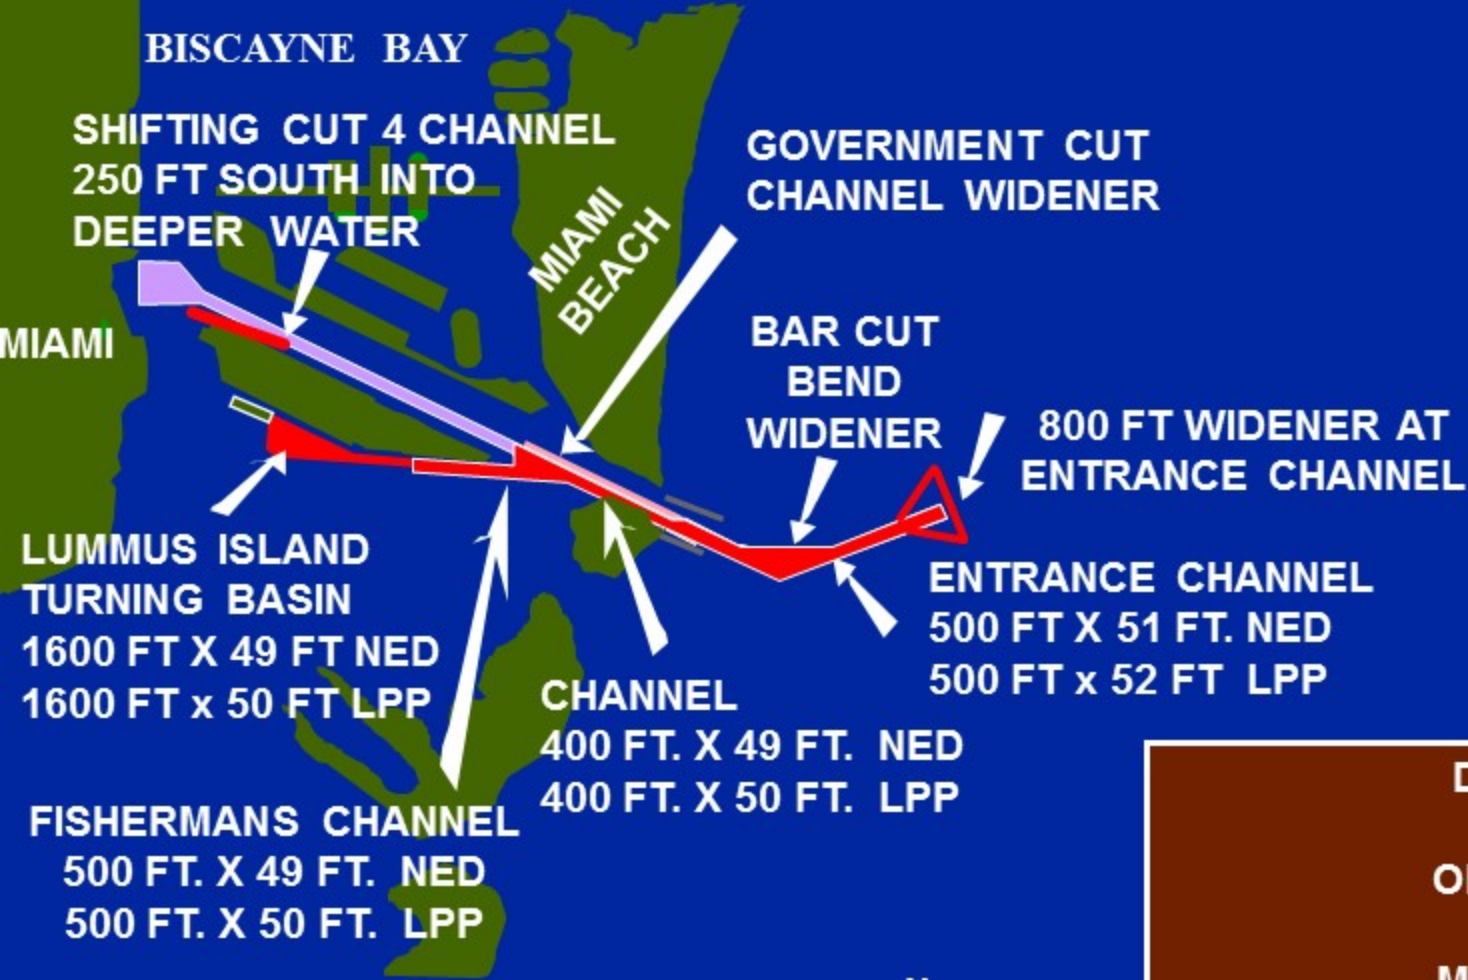 BISCAYNE BAY
SHIFTING CUT 4 CHANNEL
250 FT SOUTH INTO
DEEPER WATER
GOVERNMENT CUT
CHANNEL WIDENER
MIAMI
BEACH
MIAMI
BAR CUT
BEND
WIDENER
800 FT WIDENER AT
ENTRANCE CHANNEL
LUMMUS ISLAND
TURNING BASIN
1600 FT X 49 FT NED
1600 FT x 50 FT LPP
ENTRANCE CHANNEL
500 FT X 51 FT. NED
500 FT x 52 FT LPP
CHANNEL
400 FT. X 49 FT. NED
400 FT. X 50 FT. LPP
FISHERMANS CHANNEL
500 FT. X 49 FT. NED
500 FT. X 50 FT. LPP